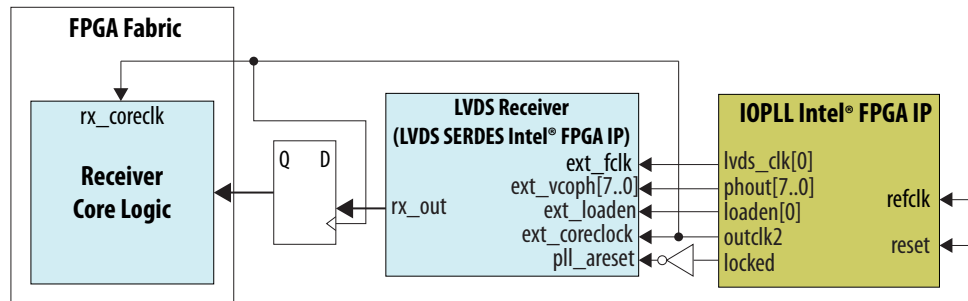 FPGA Fabric
rx_coreclk
Receiver
Core Logic
Q D
LVDS Receiver
(LVDS SERDES Intel® FPGA IP)
ext_fclk
ext_vcoph[7..0]
ext_loaden
rx_out
ext_coreclock
pll_areset
IOPLL Intel® FPGA IP
lvds_clk[0]
phout[7..0]
loaden[0]
outclk2
locked
refclk
reset